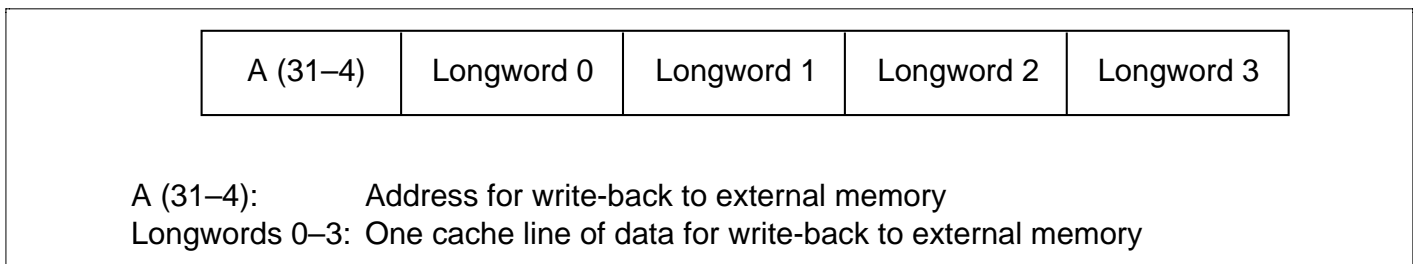 A (31–4) Longword 0 Longword 1 Longword 2 Longword 3
A (31–4): Address for write-back to external memory
Longwords 0–3: One cache line of data for write-back to external memory